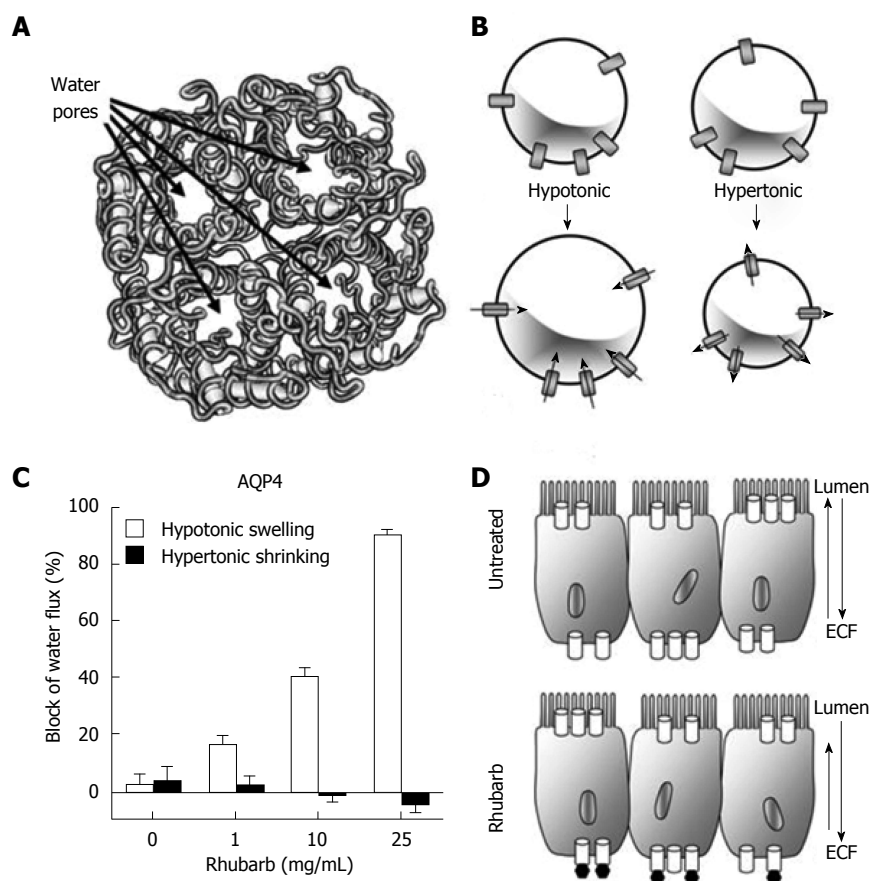 A
Water
pores
B
Hypotonic
Hypertonic
C
AQP4
Block of water flux (%)
100
80
60
40
20
0
Hypotonic swelling
Hypertonic shrinking
0
1
10
25
Rhubarb (mg/mL)
D
Untreated
Lumen
ECF
Rhubarb
Lumen
ECF